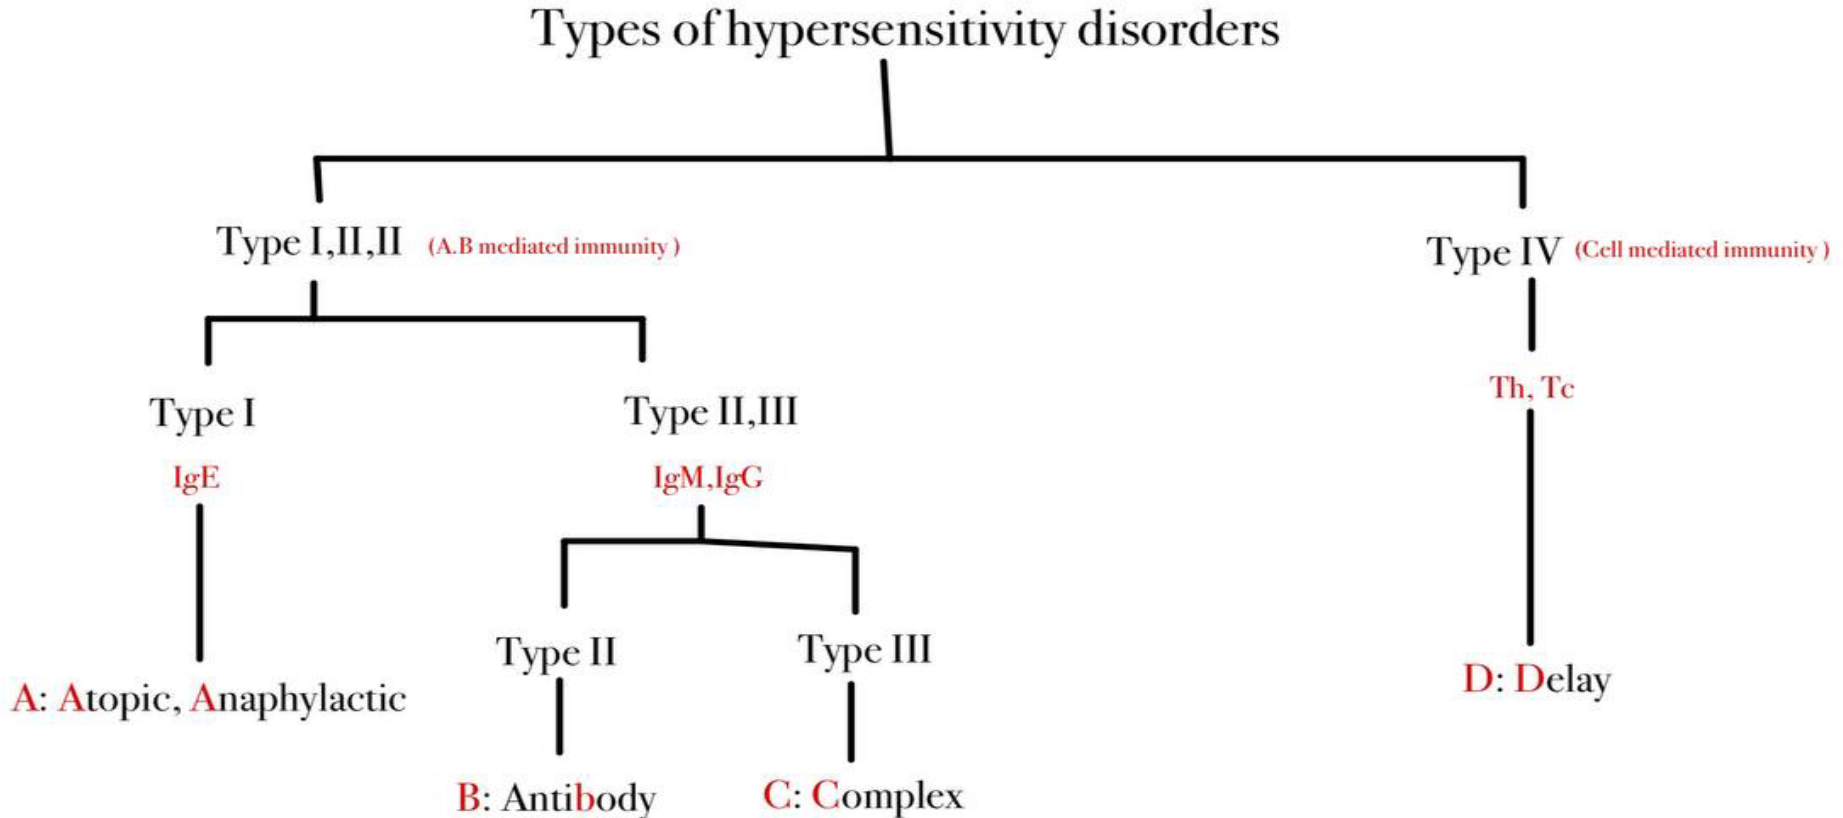 Types of hypersensitivity disorders
Type I,II,II (A.B mediated immunity )
Type IV (Cell mediated immunity )
Type I
Type II,III
Th, Tc
IgE
IgM,IgG
Type II
Type III
A: Atopic, Anaphylactic
D: Delay
B: Antibody
C: Complex